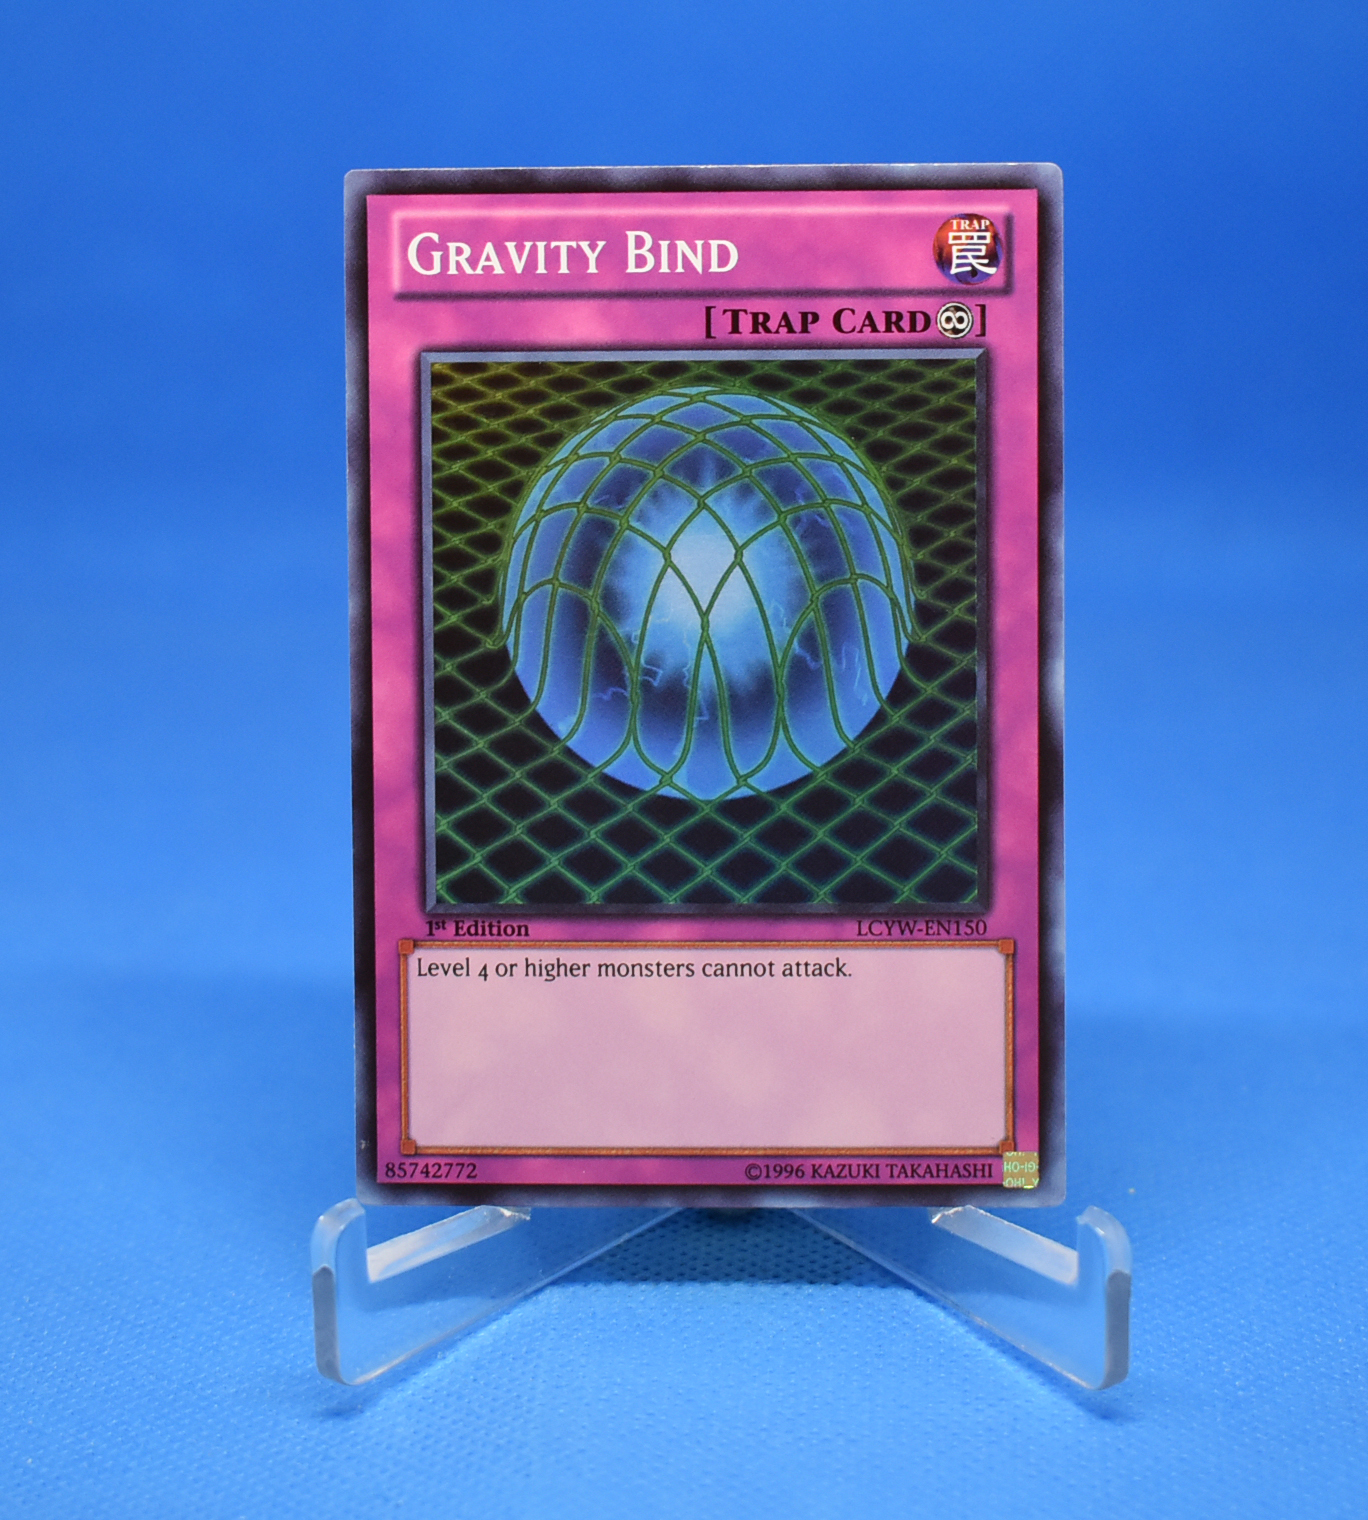 GRAVITY BIND
TRAP
罠
[TRAP CARD∞]
1st Edition
LCYW-EN150
Level 4 or higher monsters cannot attack.
85742772
©1996 KAZUKI TAKAHASHI